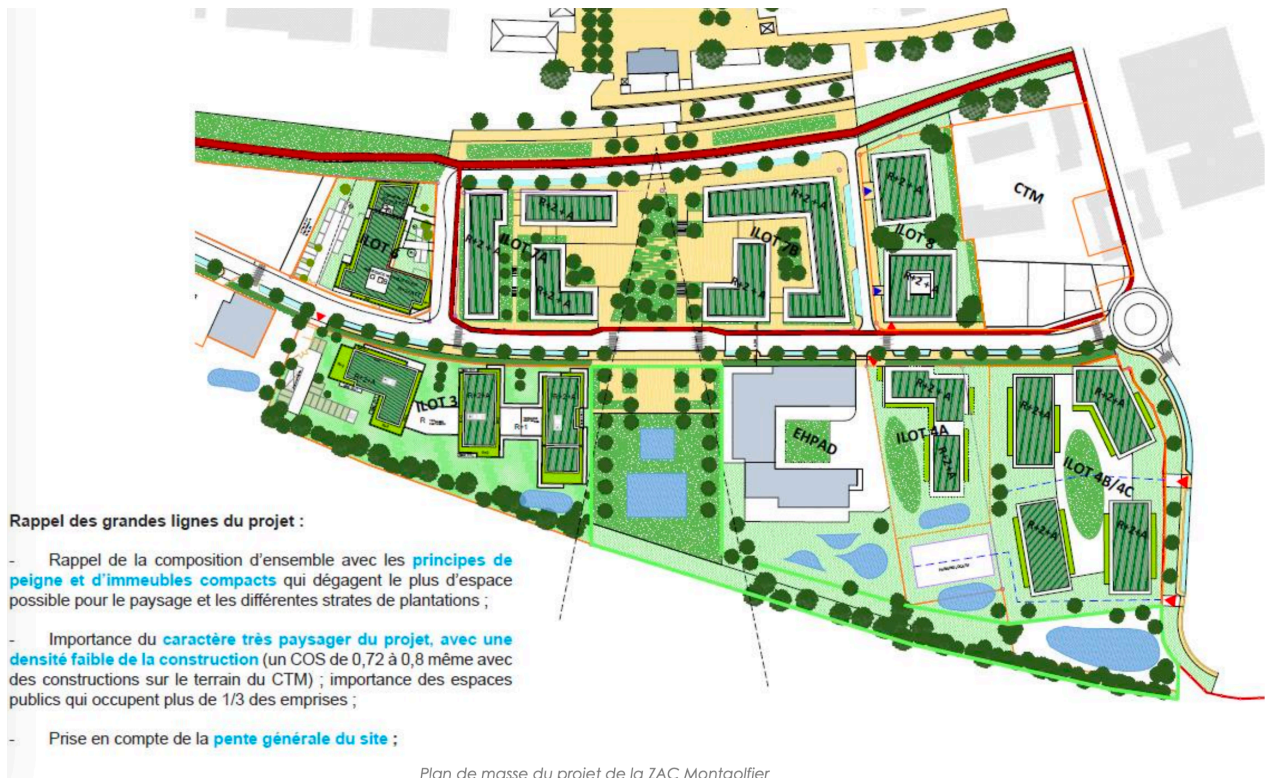 CTM
R+2+A
R+2+A
ILOT 7B
ILOT 8
ILOT 6
R+2+A
ILOT 7A
R+2+A
R+2+A
R+2+
R+2+A
R+2+A
ILOT 3
R+2+A
R+1
EHPAD
R+2+A
ILOT 4A
R+2+A
R+2+A
R+2+A
ILOT 4B/4C
R+2+A
R+2+A
Rappel des grandes lignes du projet :
- Rappel de la composition d’ensemble avec les principes de
peigne et d’immeubles compacts qui dégagent le plus d’espace
possible pour le paysage et les différentes strates de plantations ;
- Importance du caractère très paysager du projet, avec une
densité faible de la construction (un COS de 0,72 à 0,8 même avec
des constructions sur le terrain du CTM) ; importance des espaces
publics qui occupent plus de 1/3 des emprises ;
- Prise en compte de la pente générale du site ;
Plan de masse du projet de la ZAC Montgolfier